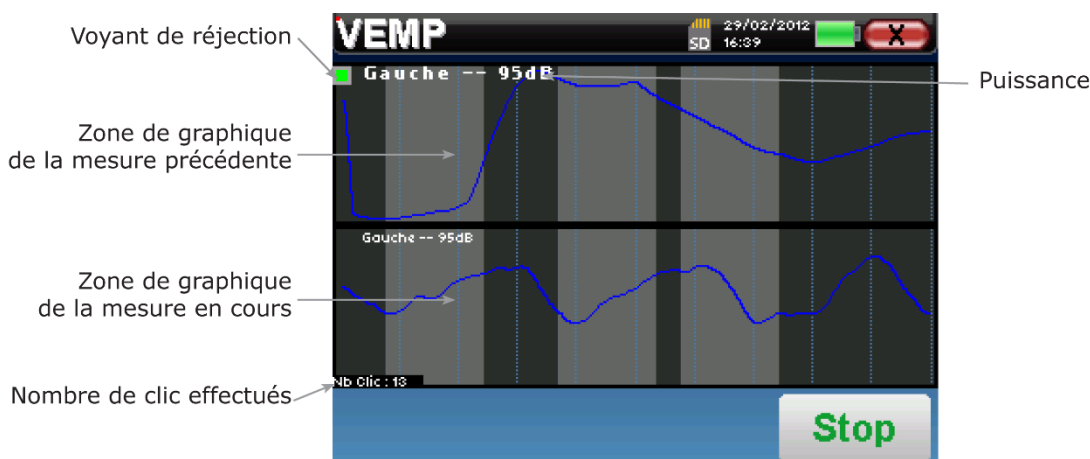 Voyant de réjection
VEMP
SD
29/02/2012
16:39
X
Gauche -- 95dB
Puissance
Zone de graphique
de la mesure précédente
Gauche -- 95dB
Zone de graphique
de la mesure en cours
Nb Clic : 13
Nombre de clic effectués
Stop